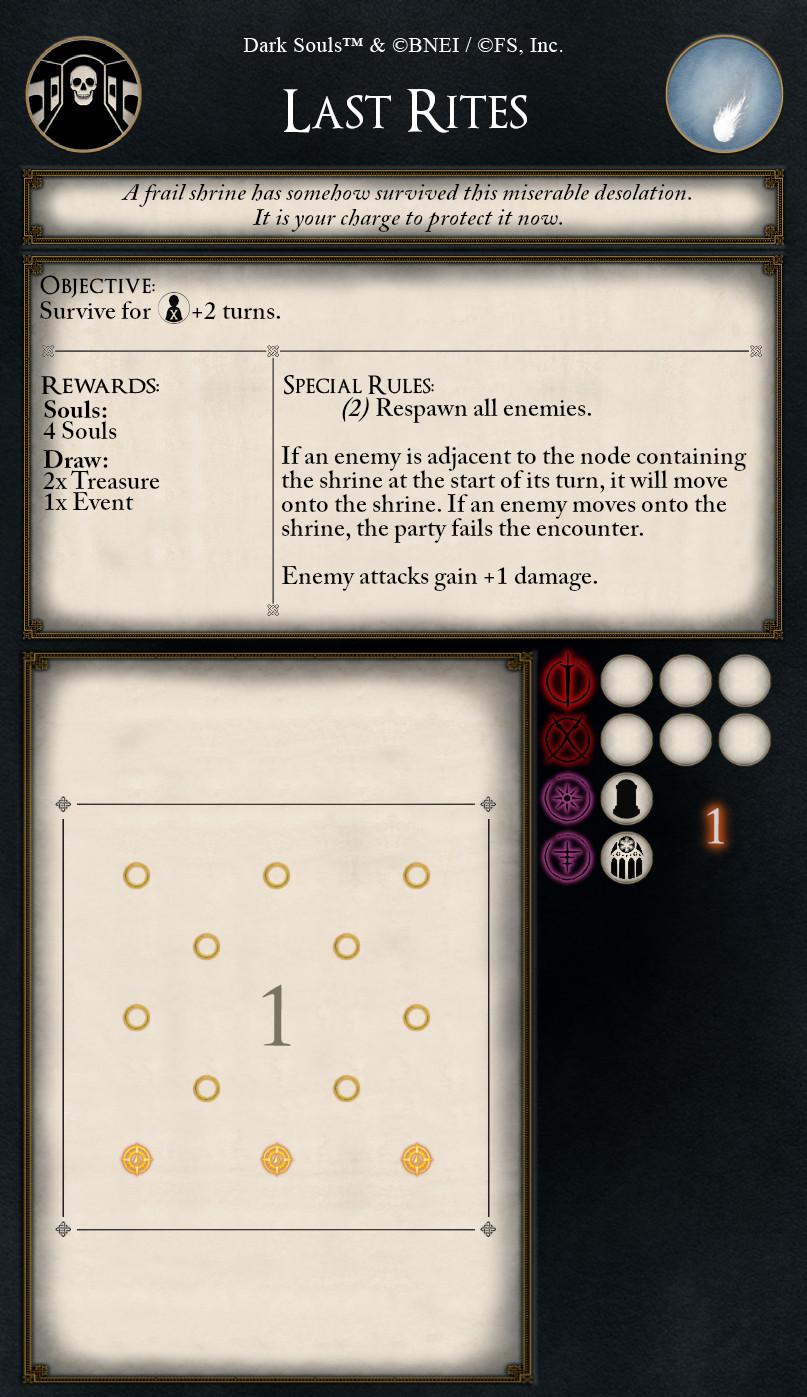 Dark Souls™ & ©BNEI / ©FS, Inc.
Last Rites
A frail shrine has somehow survived this miserable desolation.
It is your charge to protect it now.
Objective:
Survive for X+2 turns.
Rewards:
Souls:
4 Souls
Draw:
2x Treasure
1x Event
Special Rules:
(2) Respawn all enemies.
If an enemy is adjacent to the node containing
the shrine at the start of its turn, it will move
onto the shrine. If an enemy moves onto the
shrine, the party fails the encounter.
Enemy attacks gain +1 damage.
1
1